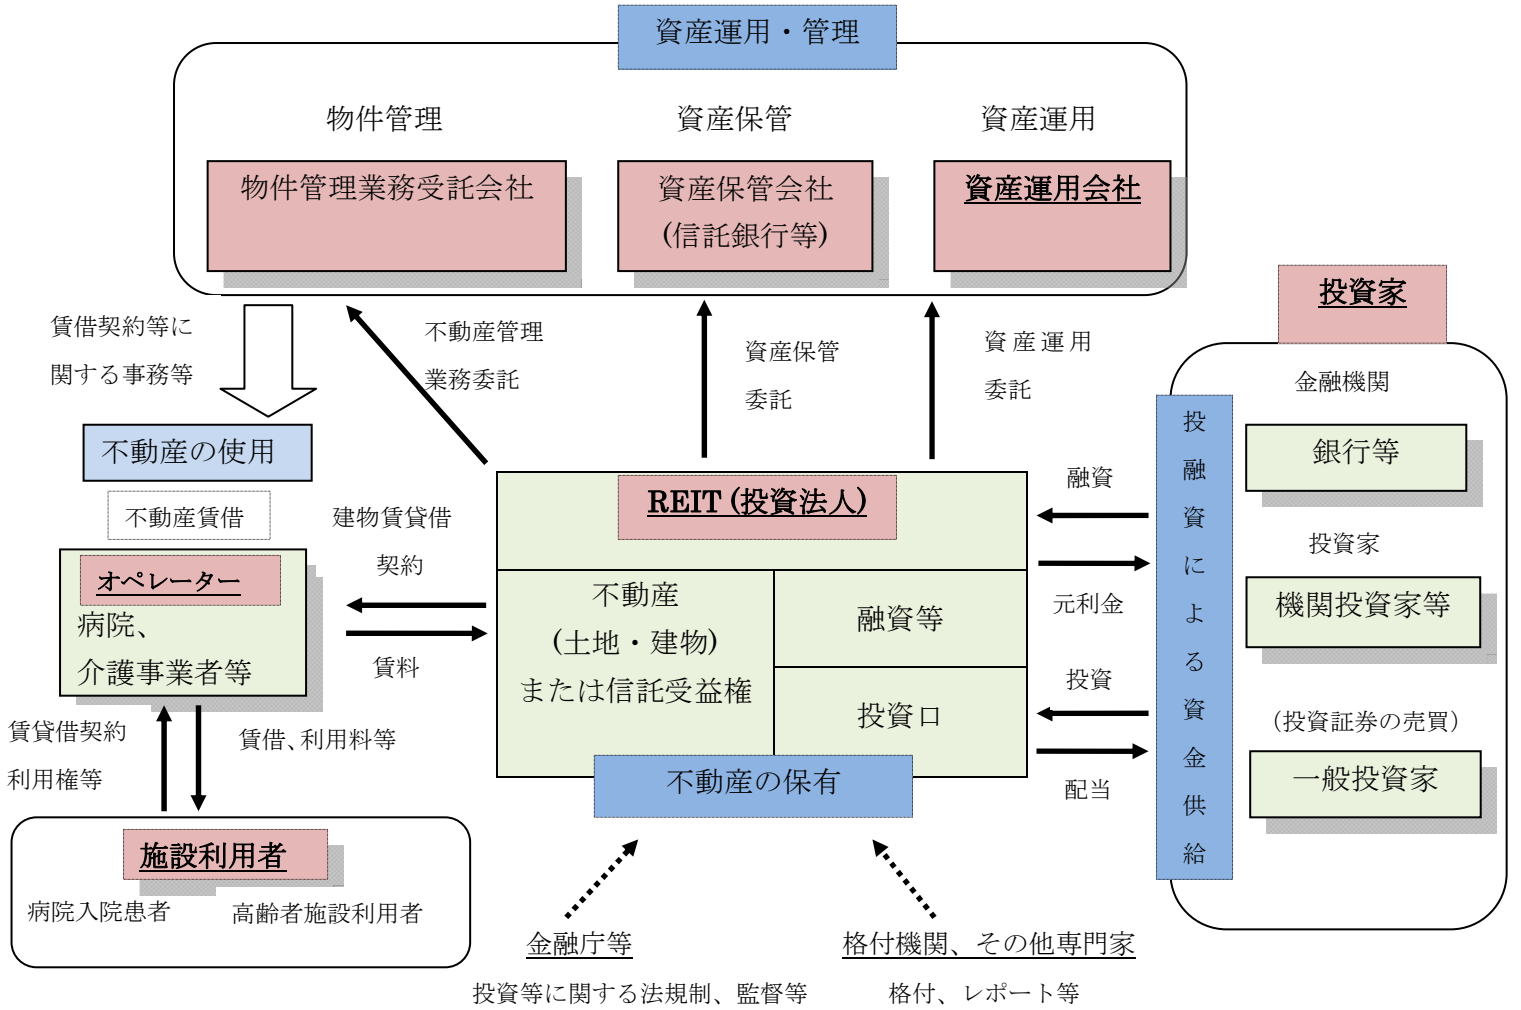 資産運用・管理
物件管理
資産保管
資産運用
物件管理業務受託会社
資産保管会社
(信託銀行等)
資産運用会社
賃借契約等に
関する事務等
不動産管理
業務委託
資産保管
委託
資産運用
委託
投資家
金融機関
銀行等
投資家
機関投資家等
(投資証券の売買)
一般投資家
投融資による資金供給
不動産の使用
不動産賃借
オペレーター
病院、
介護事業者等
建物賃貸借
契約
賃料
REIT (投資法人)
不動産
(土地・建物)
または信託受益権
融資等
投資口
不動産の保有
融資
元利金
投資
配当
賃貸借契約
利用権等
賃借、利用料等
施設利用者
病院入院患者
高齢者施設利用者
金融庁等
投資等に関する法規制、監督等
格付機関、その他専門家
格付、レポート等